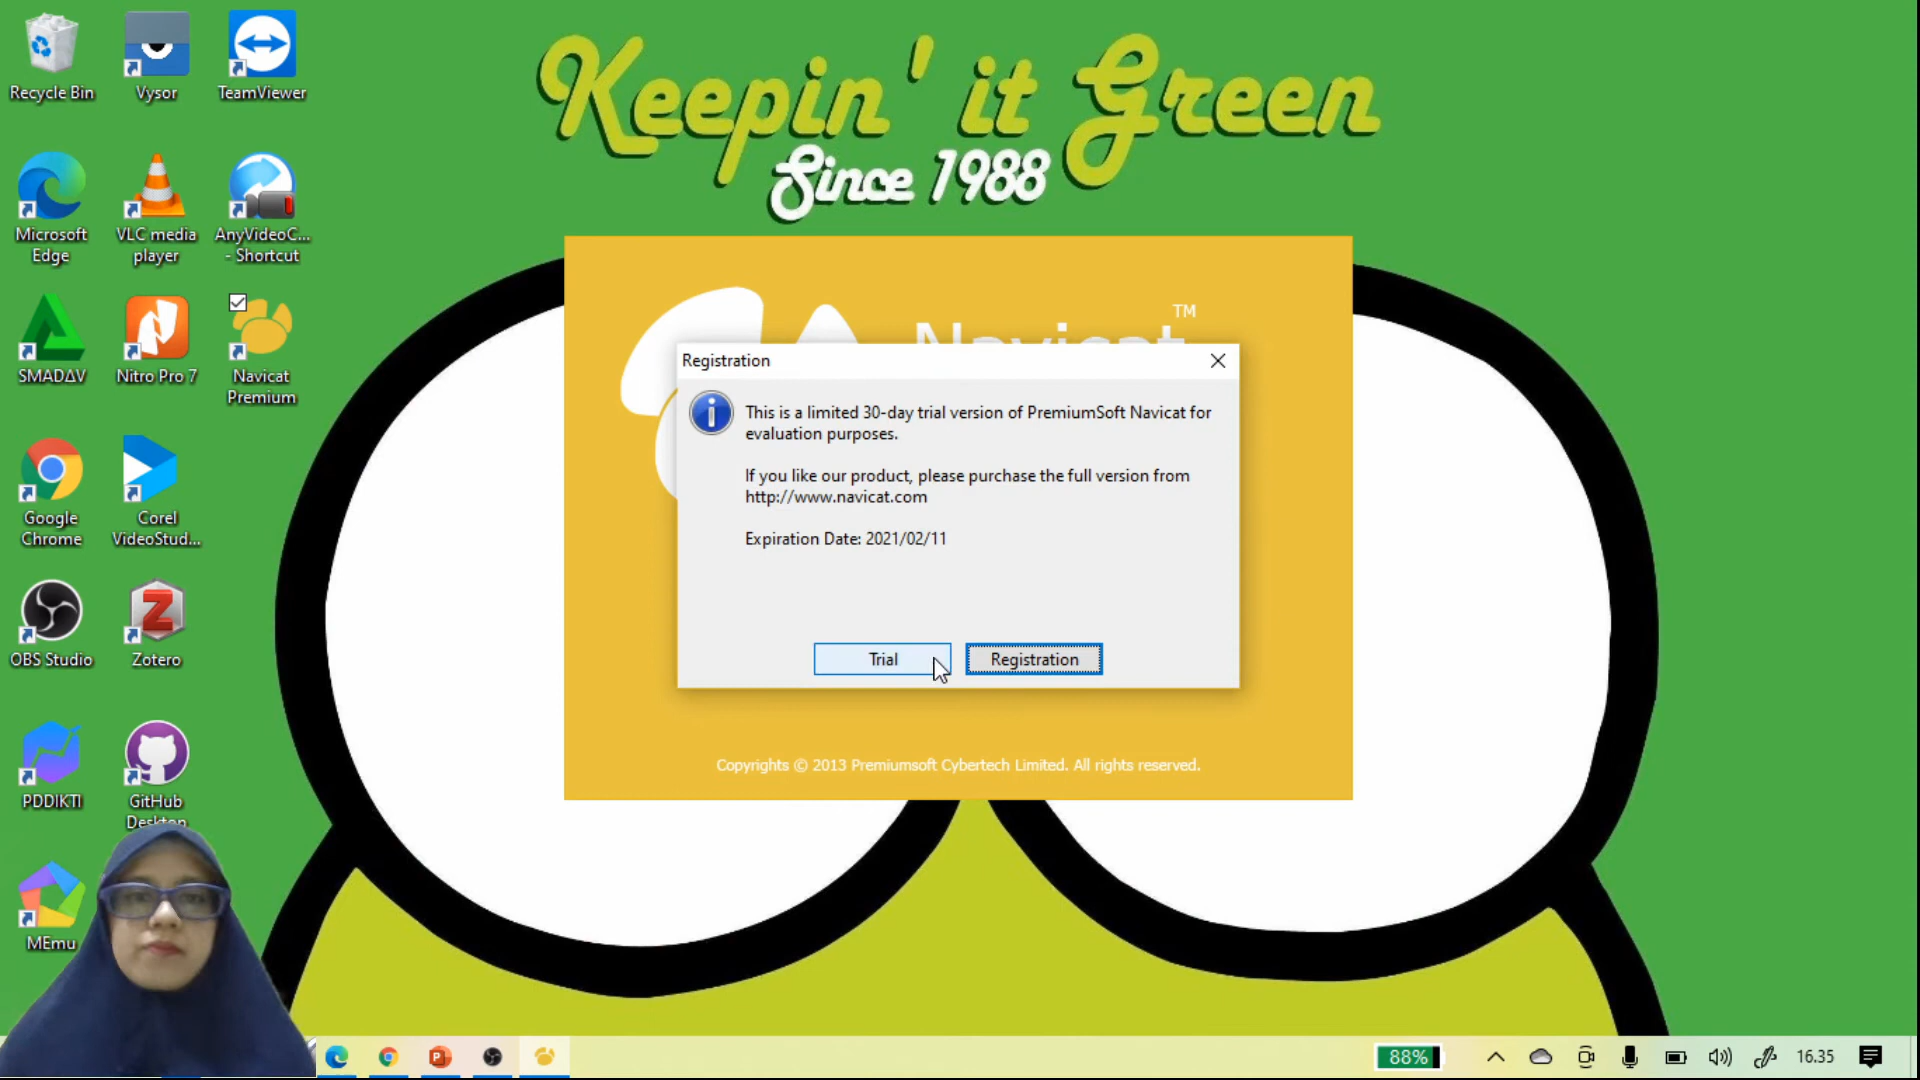 Keepin' it Green
Since 1988
Recycle Bin
Vysor
TeamViewer
Microsoft
Edge
VLC media
player
AnyVideoC...
- Shortcut
SMADΔV
Nitro Pro 7
Navicat
Premium
Google
Chrome
Corel
VideoStud...
OBS Studio
Zotero
PDDIKTI
GitHub
Desktop
MEmu
Navicat
TM
Registration
This is a limited 30-day trial version of PremiumSoft Navicat for
evaluation purposes.
If you like our product, please purchase the full version from
http://www.navicat.com
Expiration Date: 2021/02/11
Trial
Registration
Copyrights © 2013 Premiumsoft Cybertech Limited. All rights reserved.
88%
16.35